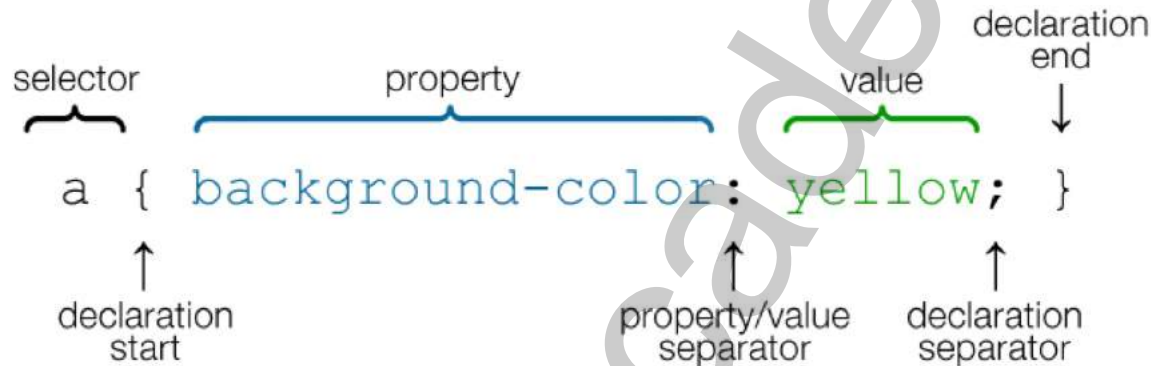 declaration
end
selector property value
a { background-color: yellow; }
declaration
start
property/value
separator
declaration
separator